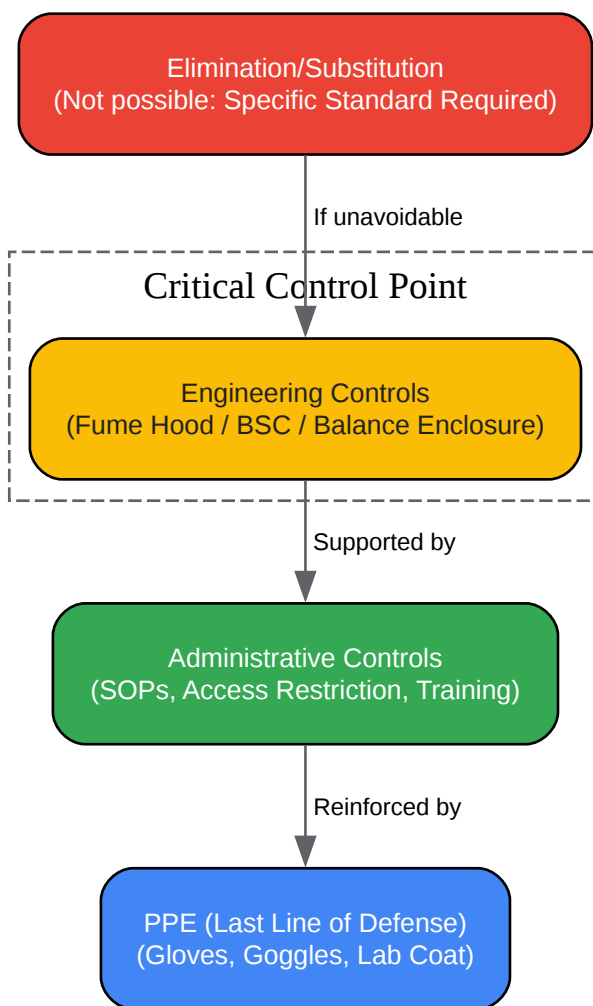 Elimination/Substitution
(Not possible: Specific Standard Required)
If unavoidable
Critical Control Point
Engineering Controls
(Fume Hood / BSC / Balance Enclosure)
Supported by
Administrative Controls
(SOPs, Access Restriction, Training)
Reinforced by
PPE (Last Line of Defense)
(Gloves, Goggles, Lab Coat)